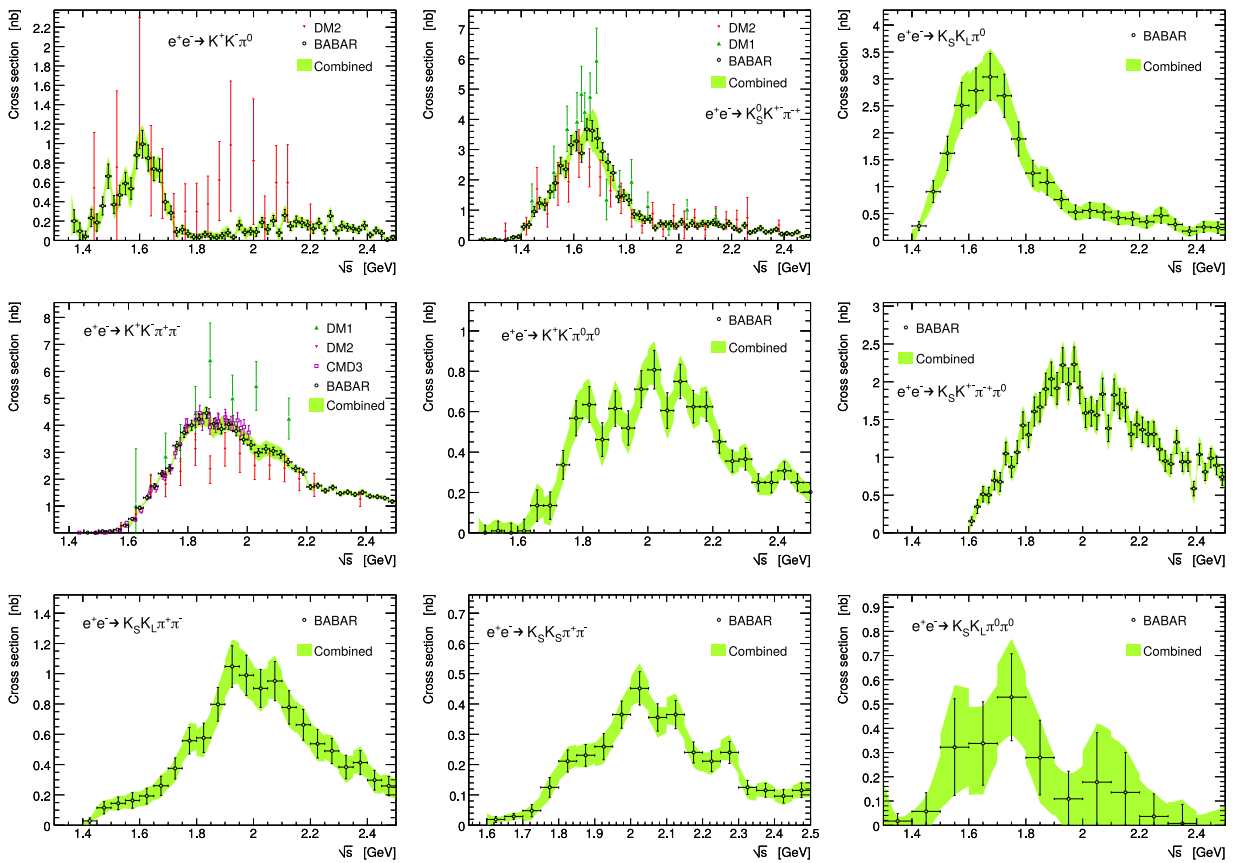 Cross section [nb]
2.2
2
1.8
1.6
1.4
1.2
1
0.8
0.6
0.4
0.2
0
e⁺e⁻→K⁺K⁻π⁰
DM2
BABAR
Combined
1.4 1.6 1.8 2 2.2 2.4
√s [GeV]
Cross section [nb]
7
6
5
4
3
2
1
0
DM2
DM1
BABAR
Combined
e⁺e⁻→K⁰_SK⁺⁻π⁻⁺
1.4 1.6 1.8 2 2.2 2.4
√s [GeV]
Cross section [nb]
4
3.5
3
2.5
2
1.5
1
0.5
0
e⁺e⁻→K_SK_Lπ⁰
BABAR
Combined
1.4 1.6 1.8 2 2.2 2.4
√s [GeV]
Cross section [nb]
8
7
6
5
4
3
2
1
e⁺e⁻→K⁺K⁻π⁺π⁻
DM1
DM2
CMD3
BABAR
Combined
1.4 1.6 1.8 2 2.2 2.4
√s [GeV]
Cross section [nb]
1
0.8
0.6
0.4
0.2
0
e⁺e⁻→K⁺K⁻π⁰π⁰
BABAR
Combined
1.6 1.8 2 2.2 2.4
√s [GeV]
Cross section [nb]
3
2.5
2
1.5
1
0.5
0
BABAR
Combined
e⁺e⁻→K_SK⁺⁻π⁻⁺π⁰
1.4 1.6 1.8 2 2.2 2.4
√s [GeV]
Cross section [nb]
1.4
1.2
1
0.8
0.6
0.4
0.2
0
e⁺e⁻→K_SK_Lπ⁺π⁻
BABAR
Combined
1.4 1.6 1.8 2 2.2 2.4
√s [GeV]
Cross section [nb]
0.7
0.6
0.5
0.4
0.3
0.2
0.1
0
e⁺e⁻→K_SK_Sπ⁺π⁻
BABAR
Combined
1.6 1.7 1.8 1.9 2 2.1 2.2 2.3 2.4 2.5
√s [GeV]
Cross section [nb]
0.9
0.8
0.7
0.6
0.5
0.4
0.3
0.2
0.1
0
e⁺e⁻→K_SK_Lπ⁰π⁰
BABAR
Combined
1.4 1.6 1.8 2 2.2 2.4
√s [GeV]